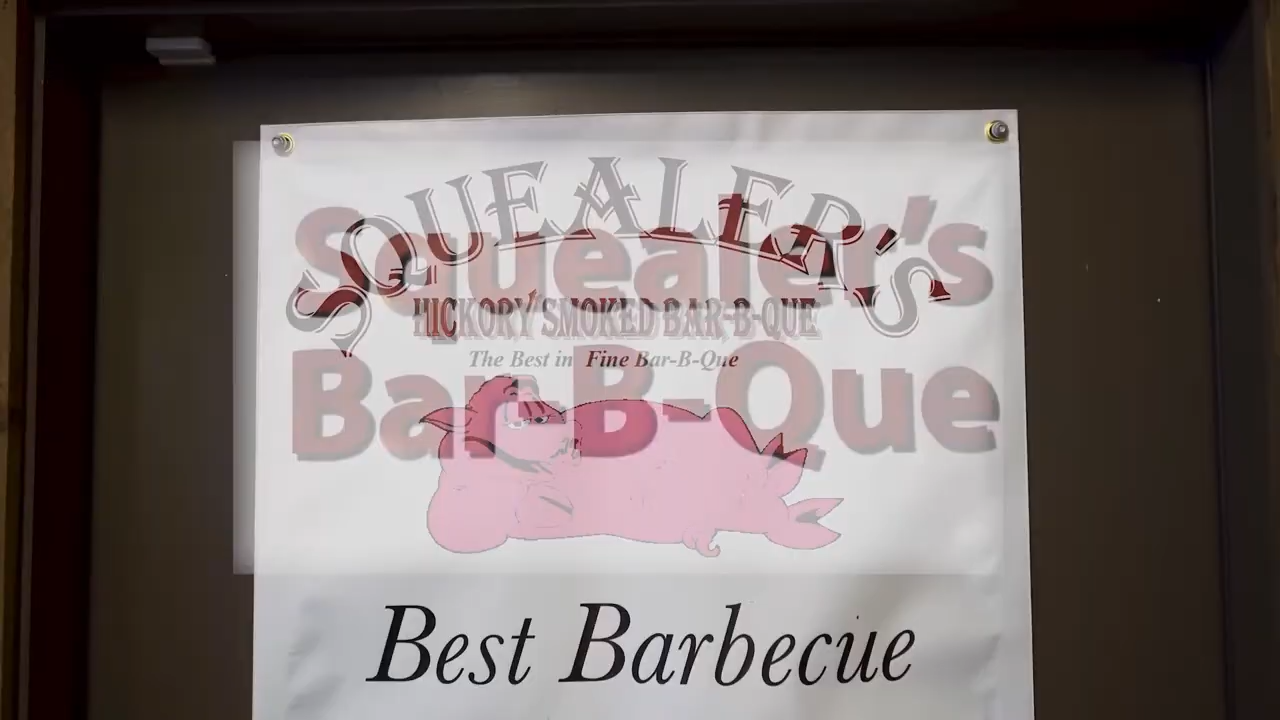 SQUEALER'S
Squealer's
HICKORY SMOKED BAR-B-QUE
The Best in Fine Bar-B-Que
Bar-B-Que
Best Barbecue